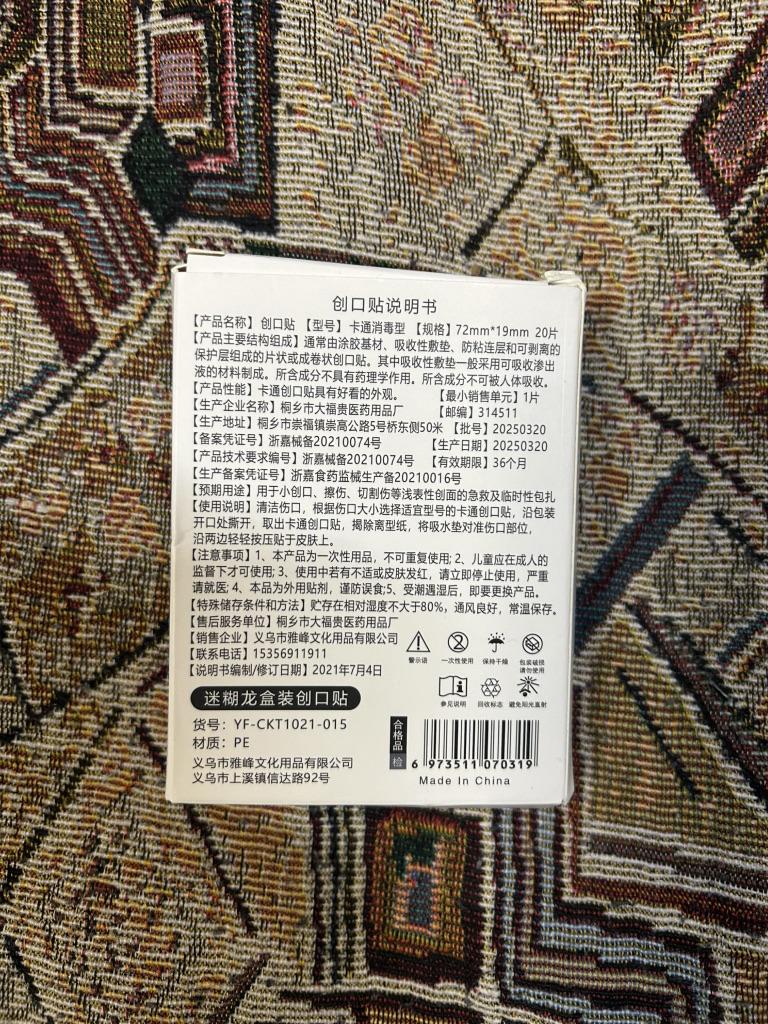 创口贴说明书
【产品名称】创口贴 【型号】卡通消毒型 【规格】72mm*19mm 20片
【产品主要结构组成】通常由涂胶基材、吸收性敷垫、防粘连层和可剥离的
保护层组成的片状或成卷状创口贴。其中吸收性敷垫一般采用可吸收渗出
液的材料制成。所含成分不具有药理学作用。所含成分不可被人体吸收。
【产品性能】卡通创口贴具有好看的外观。 【最小销售单元】1片
【生产企业名称】桐乡市大福贵医药用品厂 【邮编】314511
【生产地址】桐乡市崇福镇崇高公路5号桥东侧50米 【批号】20250320
【备案凭证号】浙嘉械备20210074号 【生产日期】20250320
【产品技术要求编号】浙嘉械备20210074号 【有效期限】36个月
【生产备案凭证号】浙嘉食药监械生产备20210016号
【预期用途】用于小创口、擦伤、切割伤等浅表性创面的急救及临时性包扎
【使用说明】清洁伤口，根据伤口大小选择适宜型号的卡通创口贴，沿包装
开口处撕开，取出卡通创口贴，揭除离型纸，将吸水垫对准伤口部位，
沿两边轻轻按压贴于皮肤上。
【注意事项】1、本产品为一次性用品，不可重复使用；2、儿童应在成人的
监督下才可使用；3、使用中若有不适或皮肤发红，请立即停止使用，严重
请就医；4、本品为外用贴剂，谨防误食；5、受潮遇湿后，即要更换产品。
【特殊储存条件和方法】贮存在相对湿度不大于80%，通风良好，常温保存。
【售后服务单位】桐乡市大福贵医药用品厂
【销售企业】义乌市雅峰文化用品有限公司
【联系电话】15356911911
【说明书编制/修订日期】2021年7月4日
警示语 一次性使用 保持干燥 包装破损
请勿使用
参见说明 回收标志 避免阳光直射
迷糊龙盒装创口贴
货号：YF-CKT1021-015
材质：PE
义乌市雅峰文化用品有限公司
义乌市上溪镇信达路92号
合格品
检
6 973511 070319
Made In China